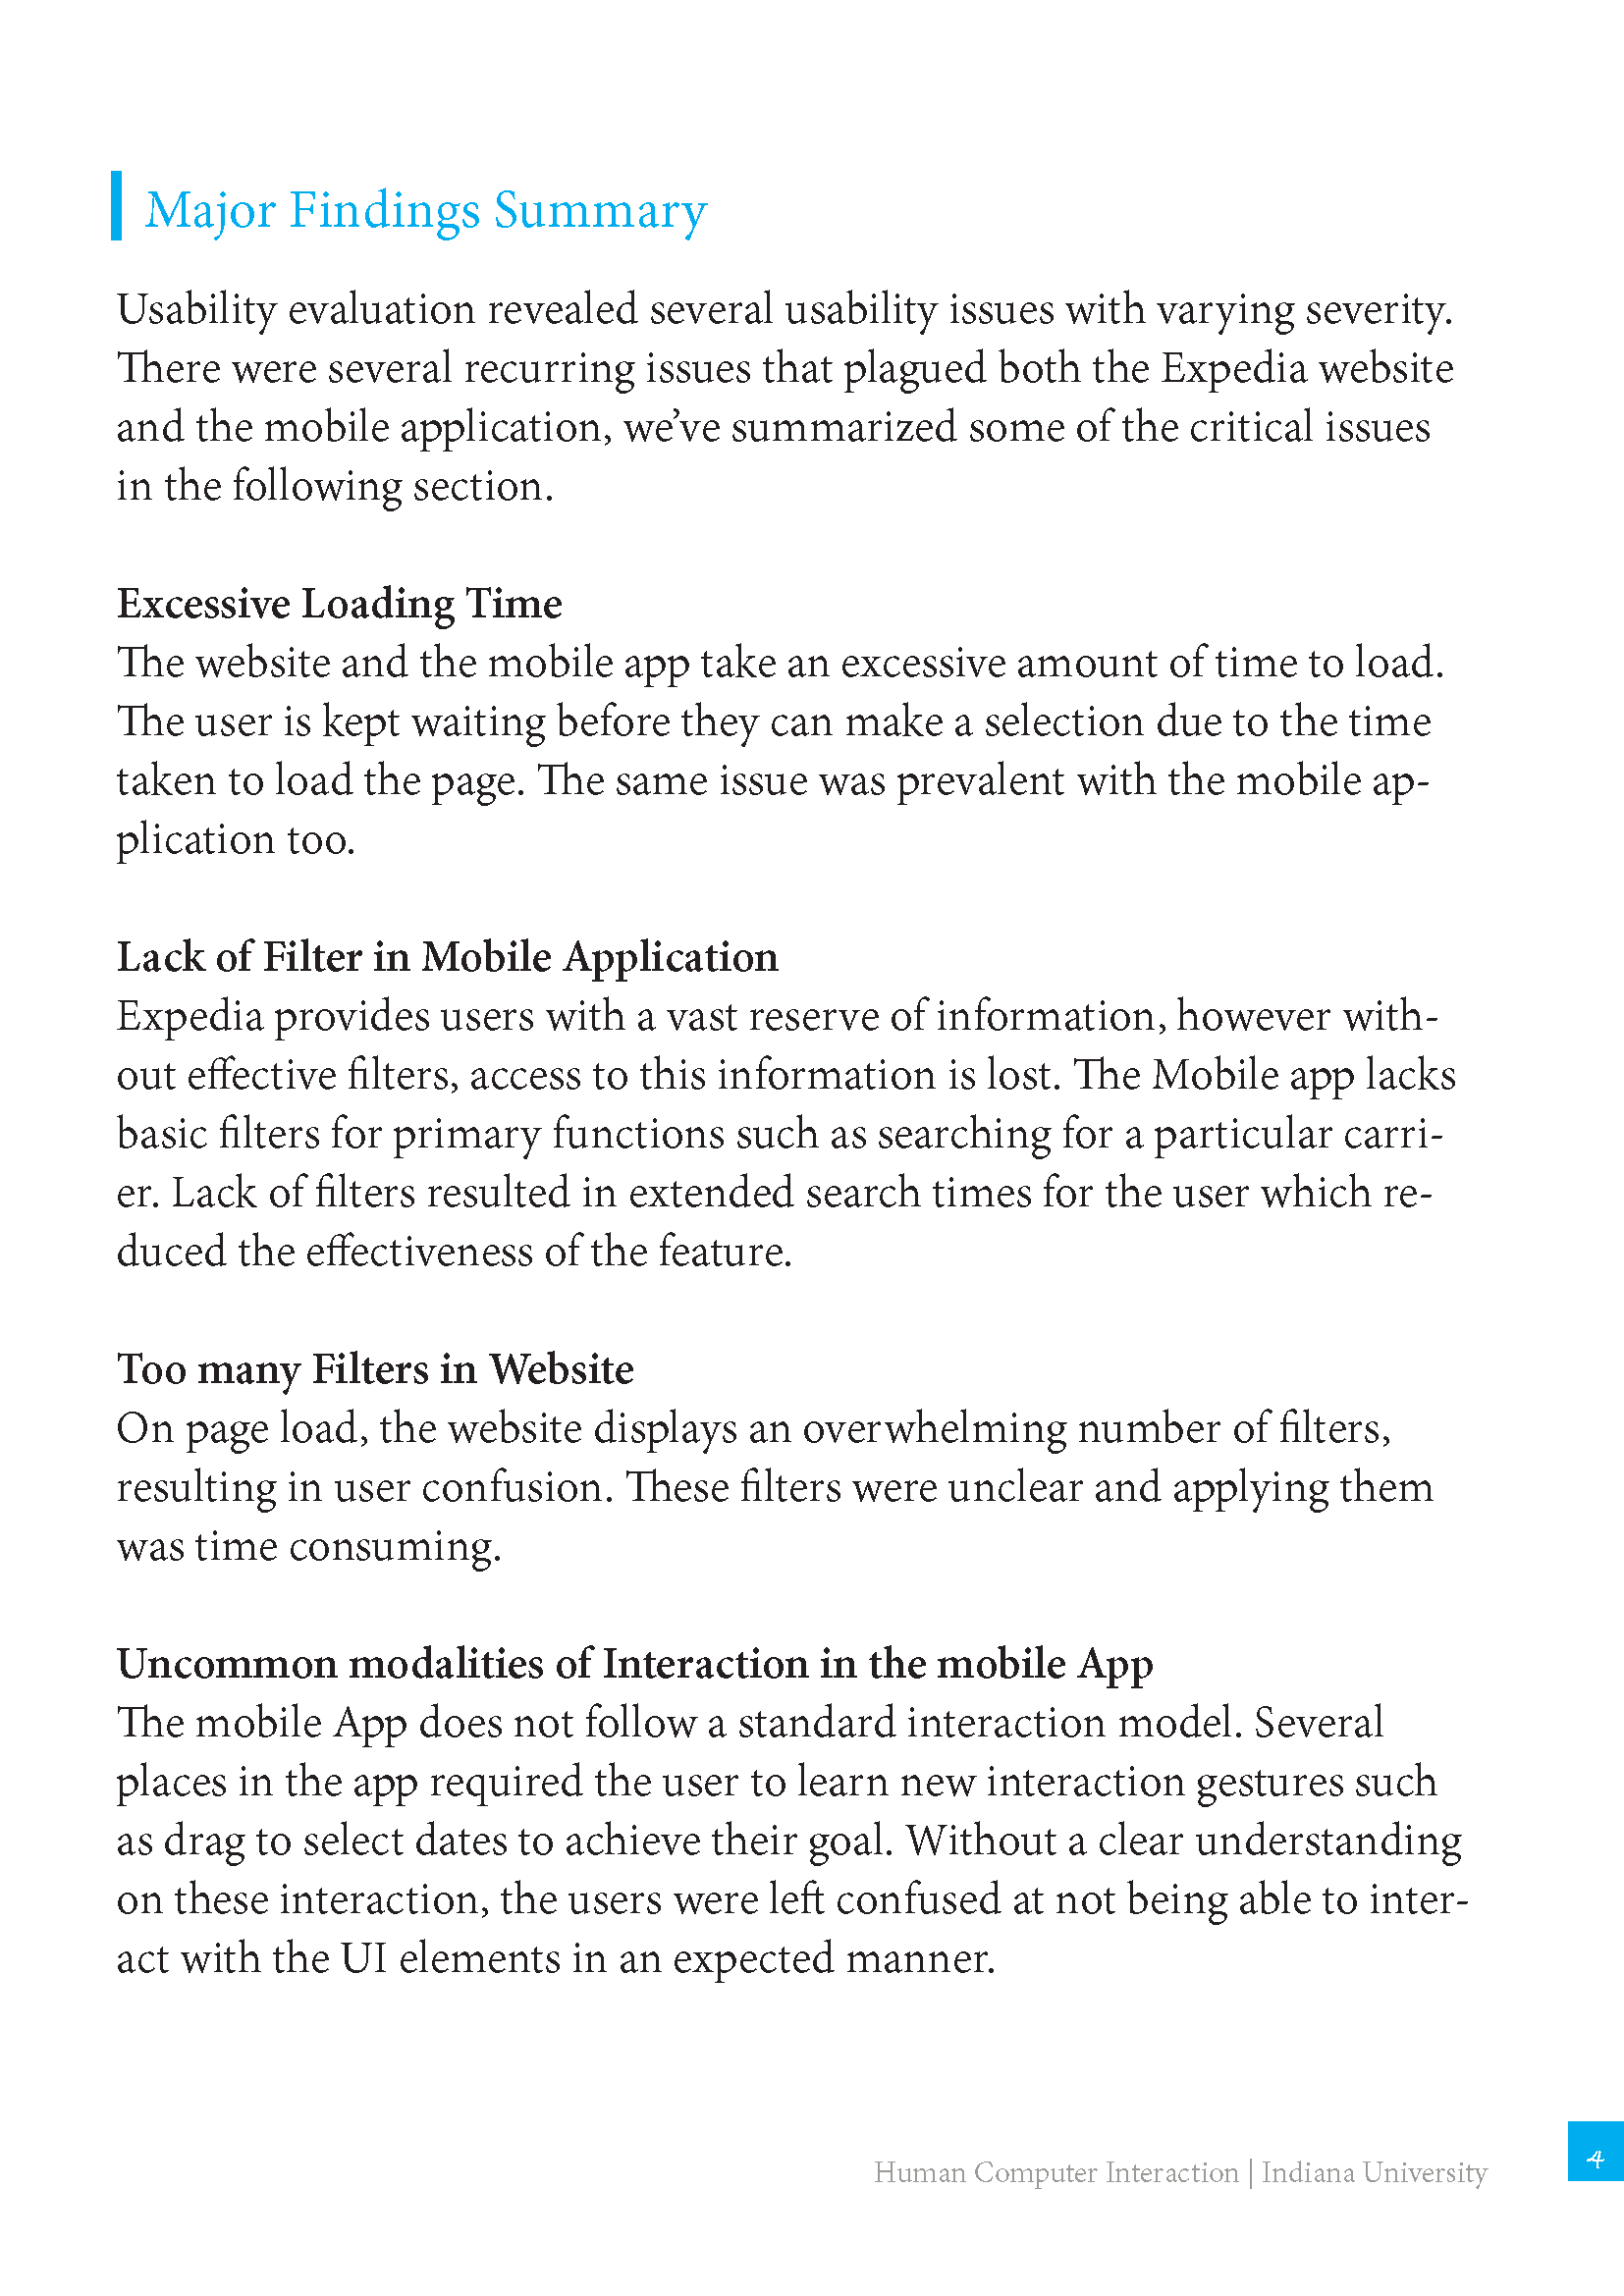 Major Findings Summary
Usability evaluation revealed several usability issues with varying severity.
There were several recurring issues that plagued both the Expedia website
and the mobile application, we’ve summarized some of the critical issues
in the following section.
Excessive Loading Time
The website and the mobile app take an excessive amount of time to load.
The user is kept waiting before they can make a selection due to the time
taken to load the page. The same issue was prevalent with the mobile ap-
plication too.
Lack of Filter in Mobile Application
Expedia provides users with a vast reserve of information, however with-
out effective filters, access to this information is lost. The Mobile app lacks
basic filters for primary functions such as searching for a particular carri-
er. Lack of filters resulted in extended search times for the user which re-
duced the effectiveness of the feature.
Too many Filters in Website
On page load, the website displays an overwhelming number of filters,
resulting in user confusion. These filters were unclear and applying them
was time consuming.
Uncommon modalities of Interaction in the mobile App
The mobile App does not follow a standard interaction model. Several
places in the app required the user to learn new interaction gestures such
as drag to select dates to achieve their goal. Without a clear understanding
on these interaction, the users were left confused at not being able to inter-
act with the UI elements in an expected manner.
Human Computer Interaction | Indiana University
4